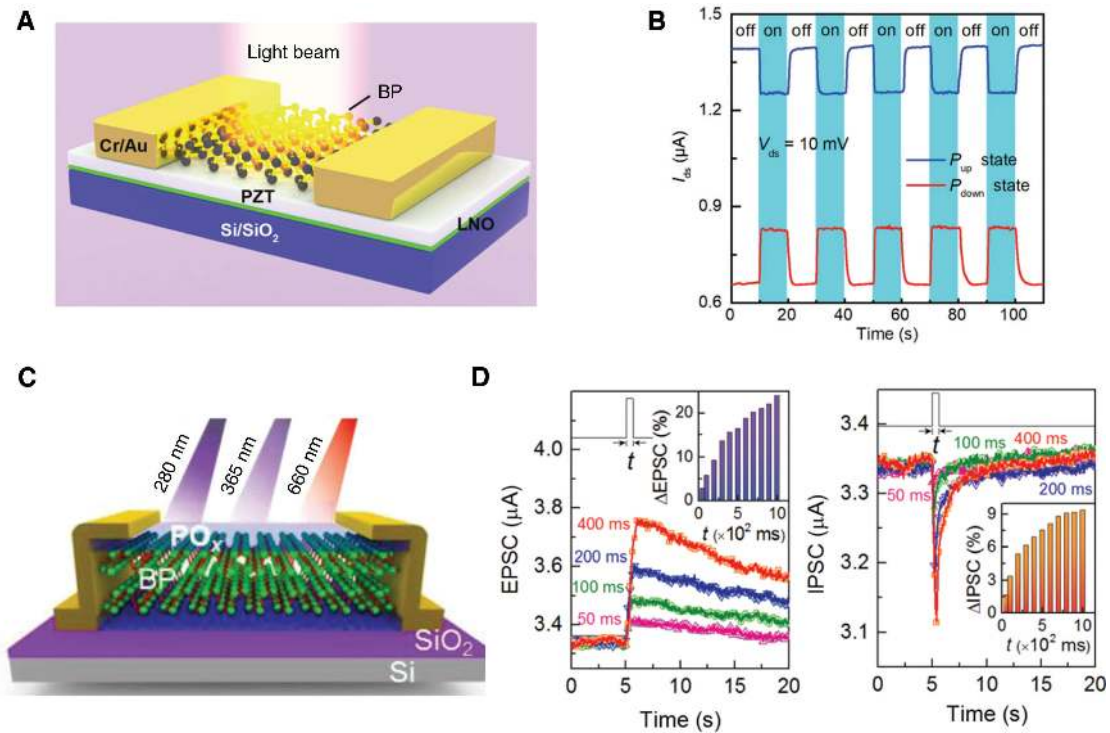 A
Light beam
BP
Cr/Au
PZT
LNO
Si/SiO2
B
1.5
1.2
0.9
0.6
Ids (μA)
off on off on off on off on off on off
Vds = 10 mV
Pup state
Pdown state
0 20 40 60 80 100
Time (s)
C
280 nm
365 nm
660 nm
POx
BP
SiO2
Si
D
4.0
3.8
3.6
3.4
EPSC (μA)
t
20
10
0
ΔEPSC (%)
0 5 10
t (×10² ms)
400 ms
200 ms
100 ms
50 ms
0 5 10 15 20
Time (s)
3.4
3.3
3.2
3.1
IPSC (μA)
t
100 ms
400 ms
50 ms
200 ms
9
6
3
0
ΔIPSC (%)
0 5 10
t (×10² ms)
0 5 10 15 20
Time (s)